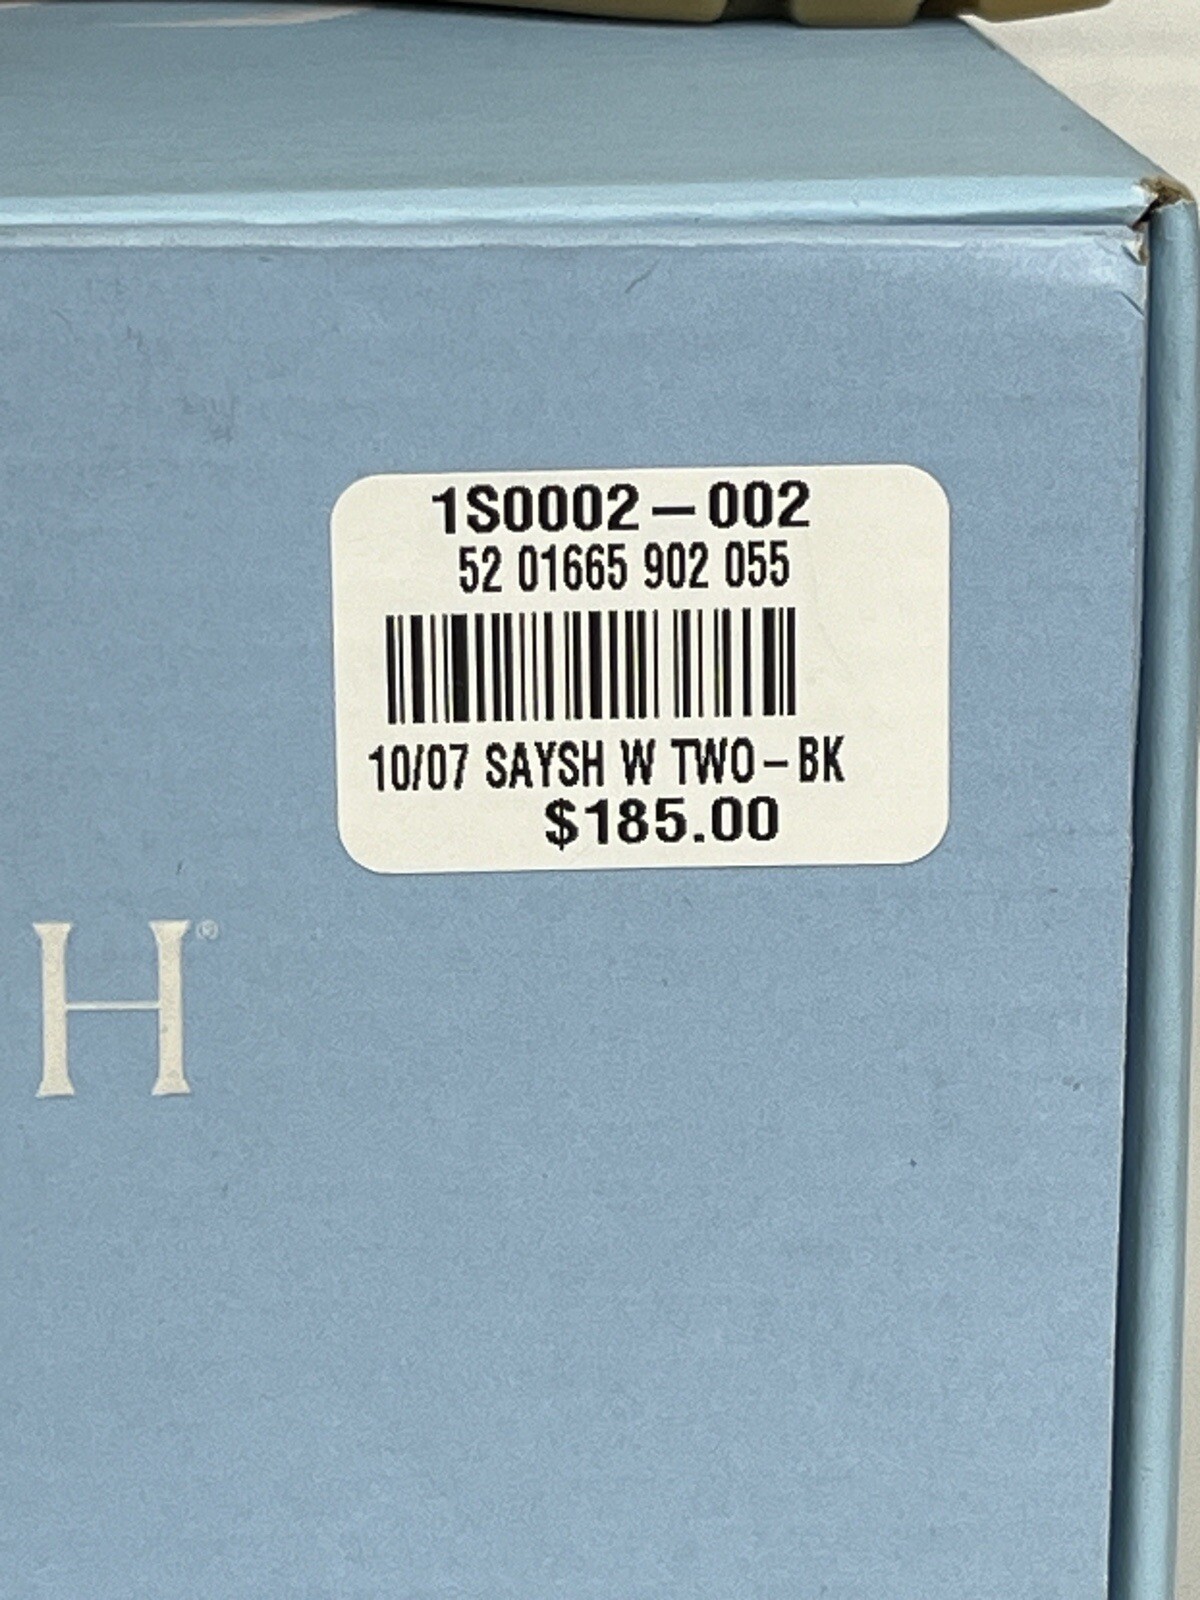 1S0002-002
52 01665 902 055
10/07 SAYSH W TWO-BK
$185.00
H®